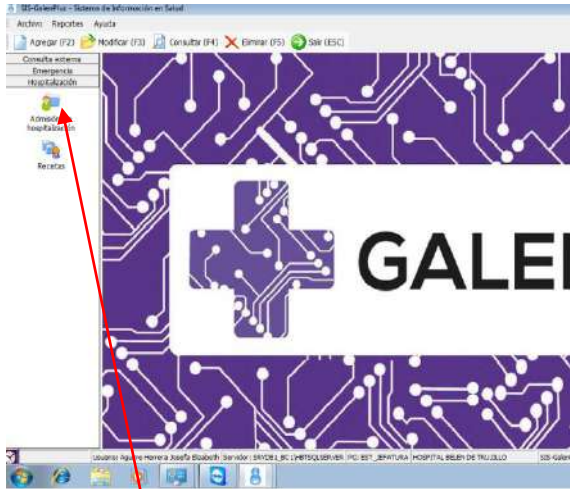 SIS-GalenPlus - Sistema de Información en Salud
Archivo Reportes Ayuda
Agregar (F2) Modificar (F3) Consultar (F4) Eliminar (F5) Salir (ESC)
Consulta externa
Emergencia
Hospitalización
Admisión
hospitalización
Recetas
GALE
Usuario: Aguirre Herrera Josefa Elizabeth Servidor: PC: EST_JEFATURA HOSPITAL BELEN DE TRUJILLO SIS-Galen